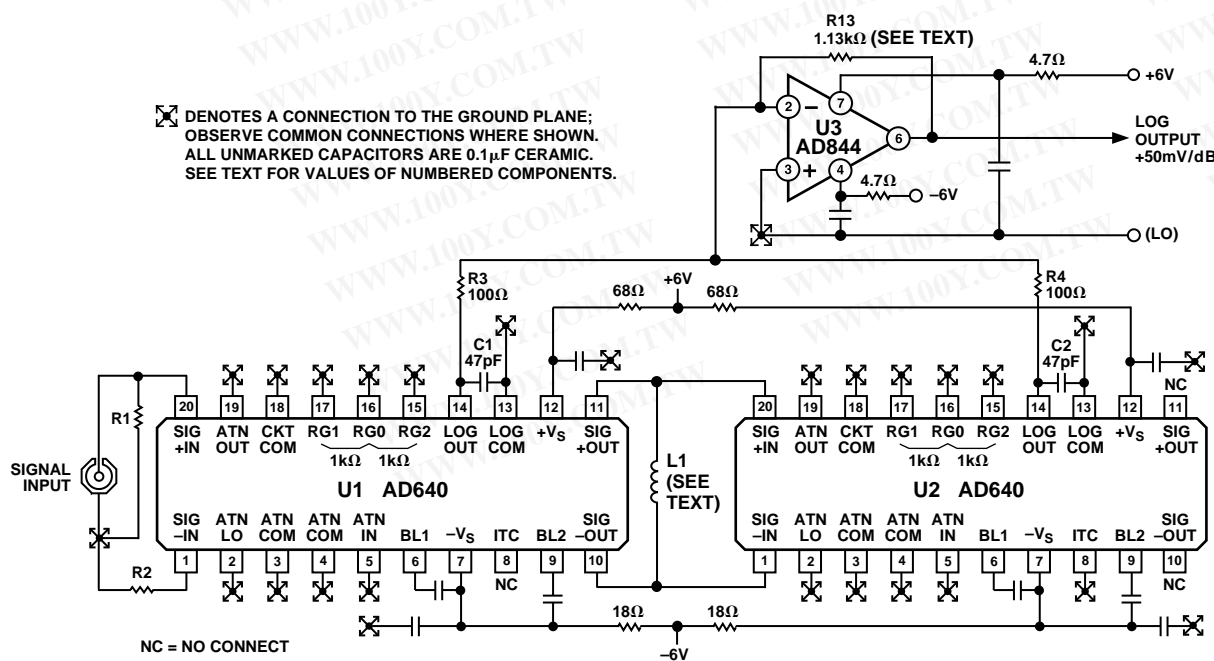 R13
1.13kΩ (SEE TEXT)
4.7Ω
+6V
DENOTES A CONNECTION TO THE GROUND PLANE;
OBSERVE COMMON CONNECTIONS WHERE SHOWN.
ALL UNMARKED CAPACITORS ARE 0.1μF CERAMIC.
SEE TEXT FOR VALUES OF NUMBERED COMPONENTS.
2
–
7
U3
AD844
6
3
+
4
LOG
OUTPUT
+50mV/dB
4.7Ω
–6V
(LO)
R3
100Ω
+6V
68Ω
68Ω
R4
100Ω
C1
47pF
C2
47pF
NC
20
19
18
17
16
15
14
13
12
11
20
19
18
17
16
15
14
13
12
11
R1
SIG
+IN
ATN
OUT
CKT
COM
RG1
RG0
RG2
LOG
OUT
LOG
COM
+VS
SIG
+OUT
1kΩ
1kΩ
SIG
+IN
ATN
OUT
CKT
COM
RG1
RG0
RG2
LOG
OUT
LOG
COM
+VS
SIG
+OUT
1kΩ
1kΩ
SIGNAL
INPUT
U1 AD640
L1
(SEE
TEXT)
U2 AD640
SIG
–IN
ATN
LO
ATN
COM
ATN
COM
ATN
IN
BL1
–VS
ITC
BL2
SIG
–OUT
SIG
–IN
ATN
LO
ATN
COM
ATN
COM
ATN
IN
BL1
–VS
ITC
BL2
SIG
–OUT
1
2
3
4
5
6
7
8
9
10
1
2
3
4
5
6
7
8
9
10
R2
NC
NC
18Ω
18Ω
–6V
NC = NO CONNECT
WWW.100Y.COM.TW